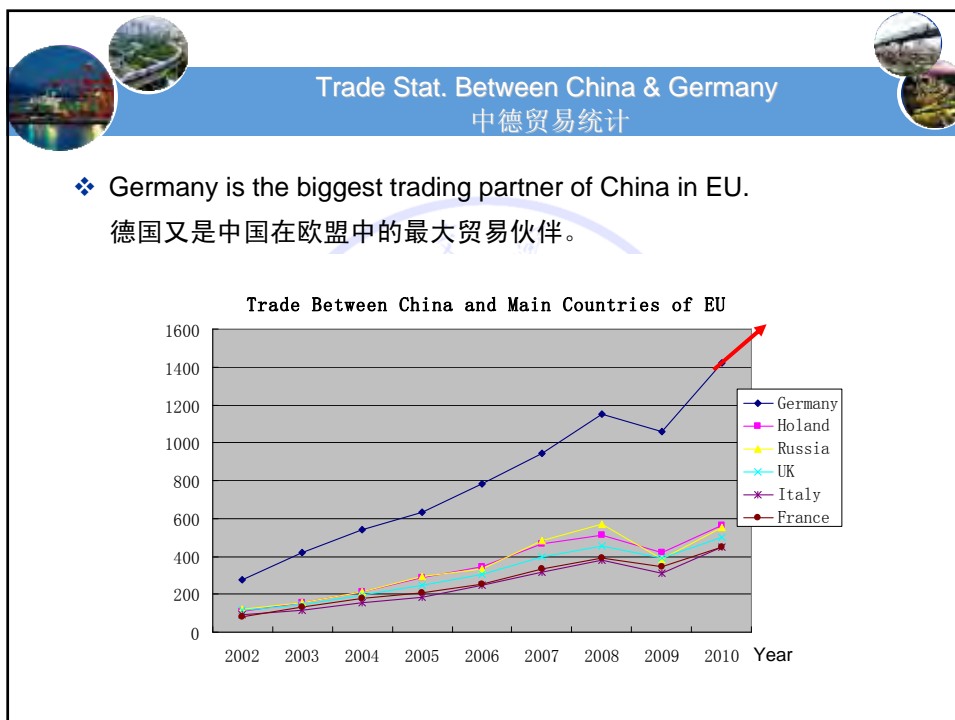 Trade Stat. Between China & Germany
中德贸易统计
Germany is the biggest trading partner of China in EU.
德国又是中国在欧盟中的最大贸易伙伴。
Trade Between China and Main Countries of EU
1600
1400
1200
1000
800
600
400
200
0
2002 2003 2004 2005 2006 2007 2008 2009 2010 Year
Germany
Holand
Russia
UK
Italy
France